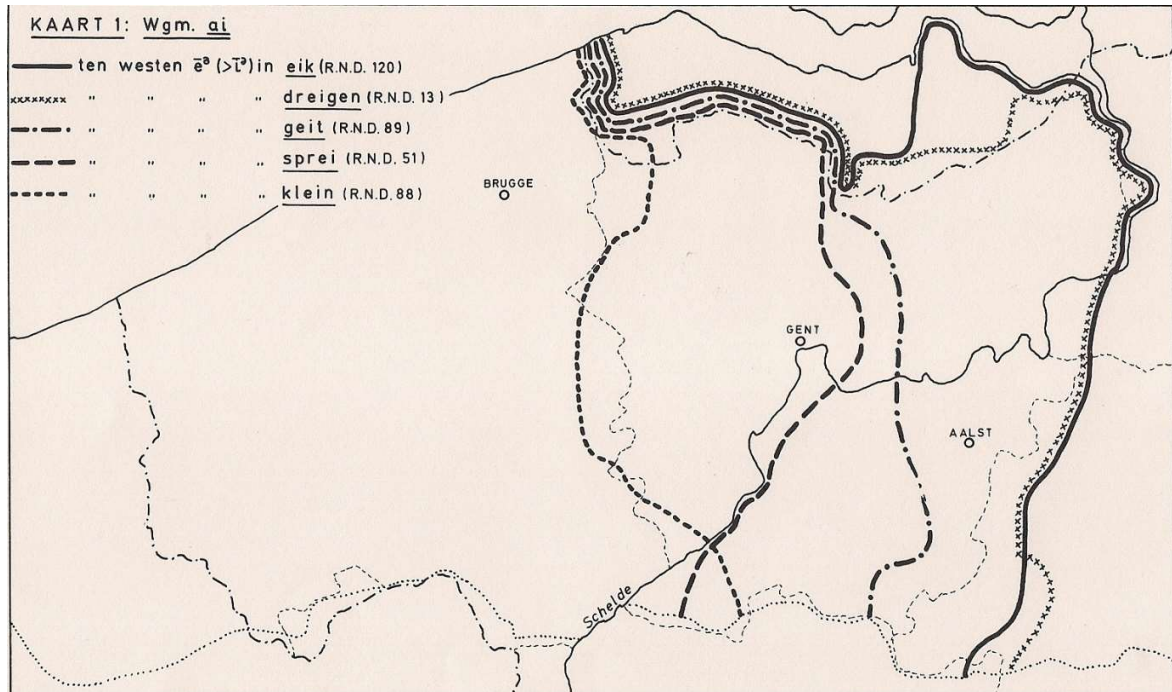 KAART 1: Wgm. ai
ten westen ēᵊ (>īᵊ) in eik (R.N.D. 120)
" " " " dreigen (R.N.D. 13)
" " " " geit (R.N.D. 89)
" " " " sprei (R.N.D. 51)
" " " " klein (R.N.D. 88)
BRUGGE
GENT
AALST
Schelde